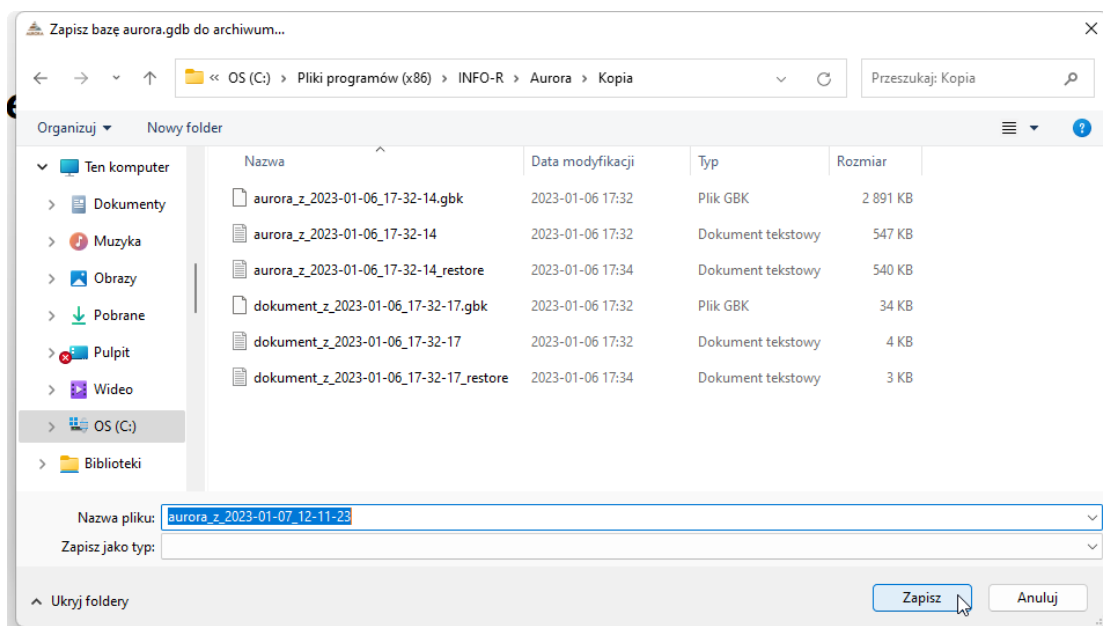 Zapisz bazę aurora.gdb do archiwum...
« OS (C:) > Pliki programów (x86) > INFO-R > Aurora > Kopia
Przeszukaj: Kopia
Organizuj
Nowy folder
Nazwa Data modyfikacji Typ Rozmiar
Ten komputer
Dokumenty
Muzyka
Obrazy
Pobrane
Pulpit
Wideo
OS (C:)
Biblioteki
aurora_z_2023-01-06_17-32-14.gbk 2023-01-06 17:32 Plik GBK 2 891 KB
aurora_z_2023-01-06_17-32-14 2023-01-06 17:32 Dokument tekstowy 547 KB
aurora_z_2023-01-06_17-32-14_restore 2023-01-06 17:34 Dokument tekstowy 540 KB
dokument_z_2023-01-06_17-32-17.gbk 2023-01-06 17:32 Plik GBK 34 KB
dokument_z_2023-01-06_17-32-17 2023-01-06 17:32 Dokument tekstowy 4 KB
dokument_z_2023-01-06_17-32-17_restore 2023-01-06 17:34 Dokument tekstowy 3 KB
Nazwa pliku: aurora_z_2023-01-07_12-11-23
Zapisz jako typ:
Ukryj foldery
Zapisz
Anuluj